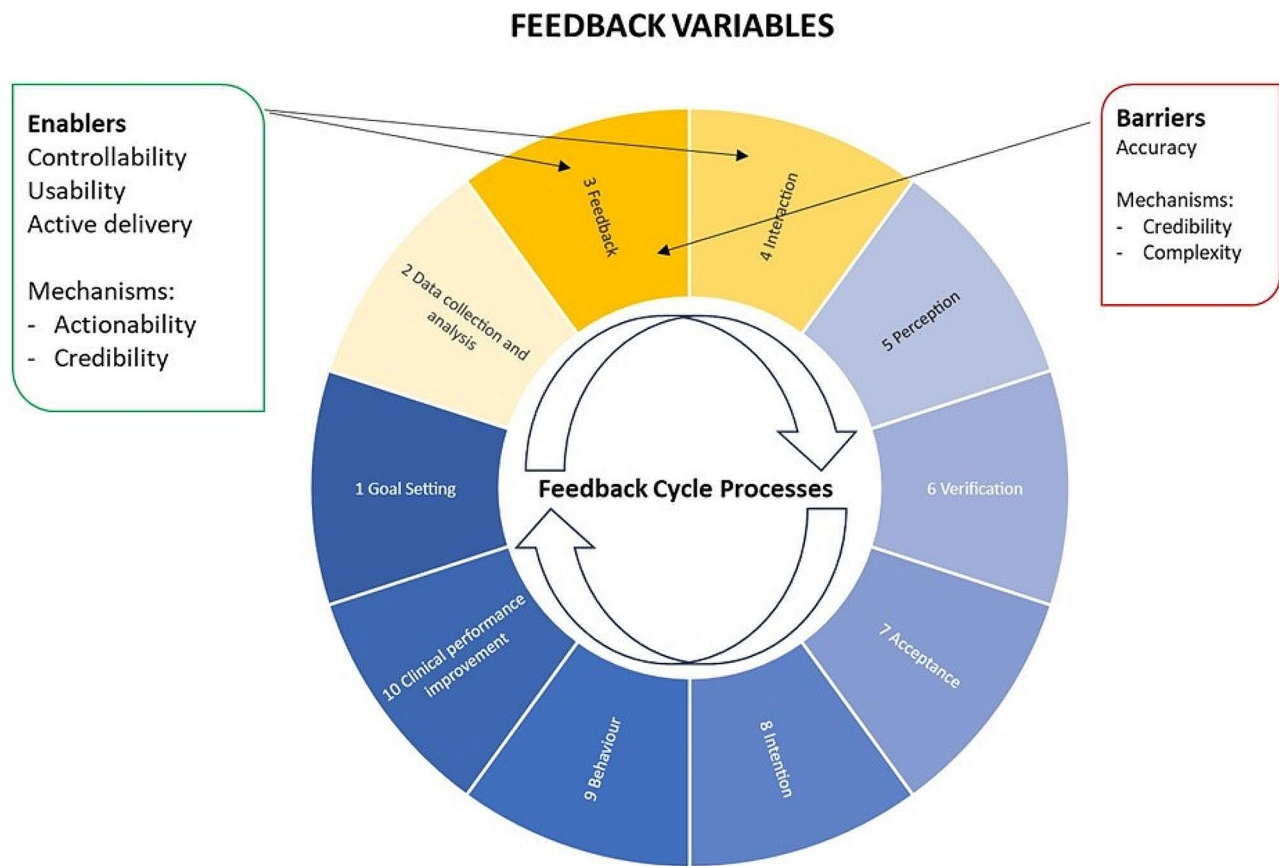 FEEDBACK VARIABLES
Enablers
Controllability
Usability
Active delivery
Mechanisms:
- Actionability
- Credibility
Barriers
Accuracy
Mechanisms:
- Credibility
- Complexity
1 Goal Setting
2 Data collection and
analysis
3 Feedback
4 Interaction
5 Perception
6 Verification
7 Acceptance
8 Intention
9 Behaviour
10 Clinical performance
improvement
Feedback Cycle Processes